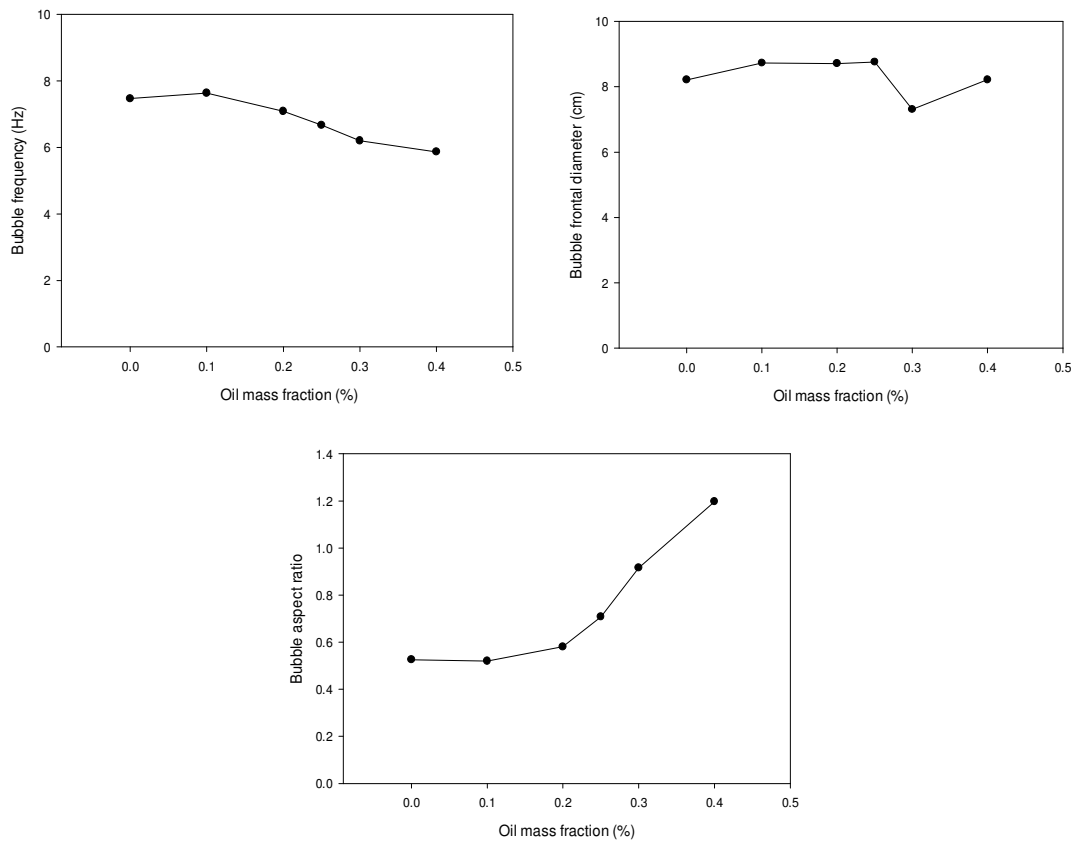 10
8
6
4
2
0
Bubble frequency (Hz)
0.0 0.1 0.2 0.3 0.4 0.5
Oil mass fraction (%)
10
8
6
4
2
0
Bubble frontal diameter (cm)
0.0 0.1 0.2 0.3 0.4 0.5
Oil mass fraction (%)
1.4
1.2
1.0
0.8
0.6
0.4
0.2
0.0
Bubble aspect ratio
0.0 0.1 0.2 0.3 0.4 0.5
Oil mass fraction (%)